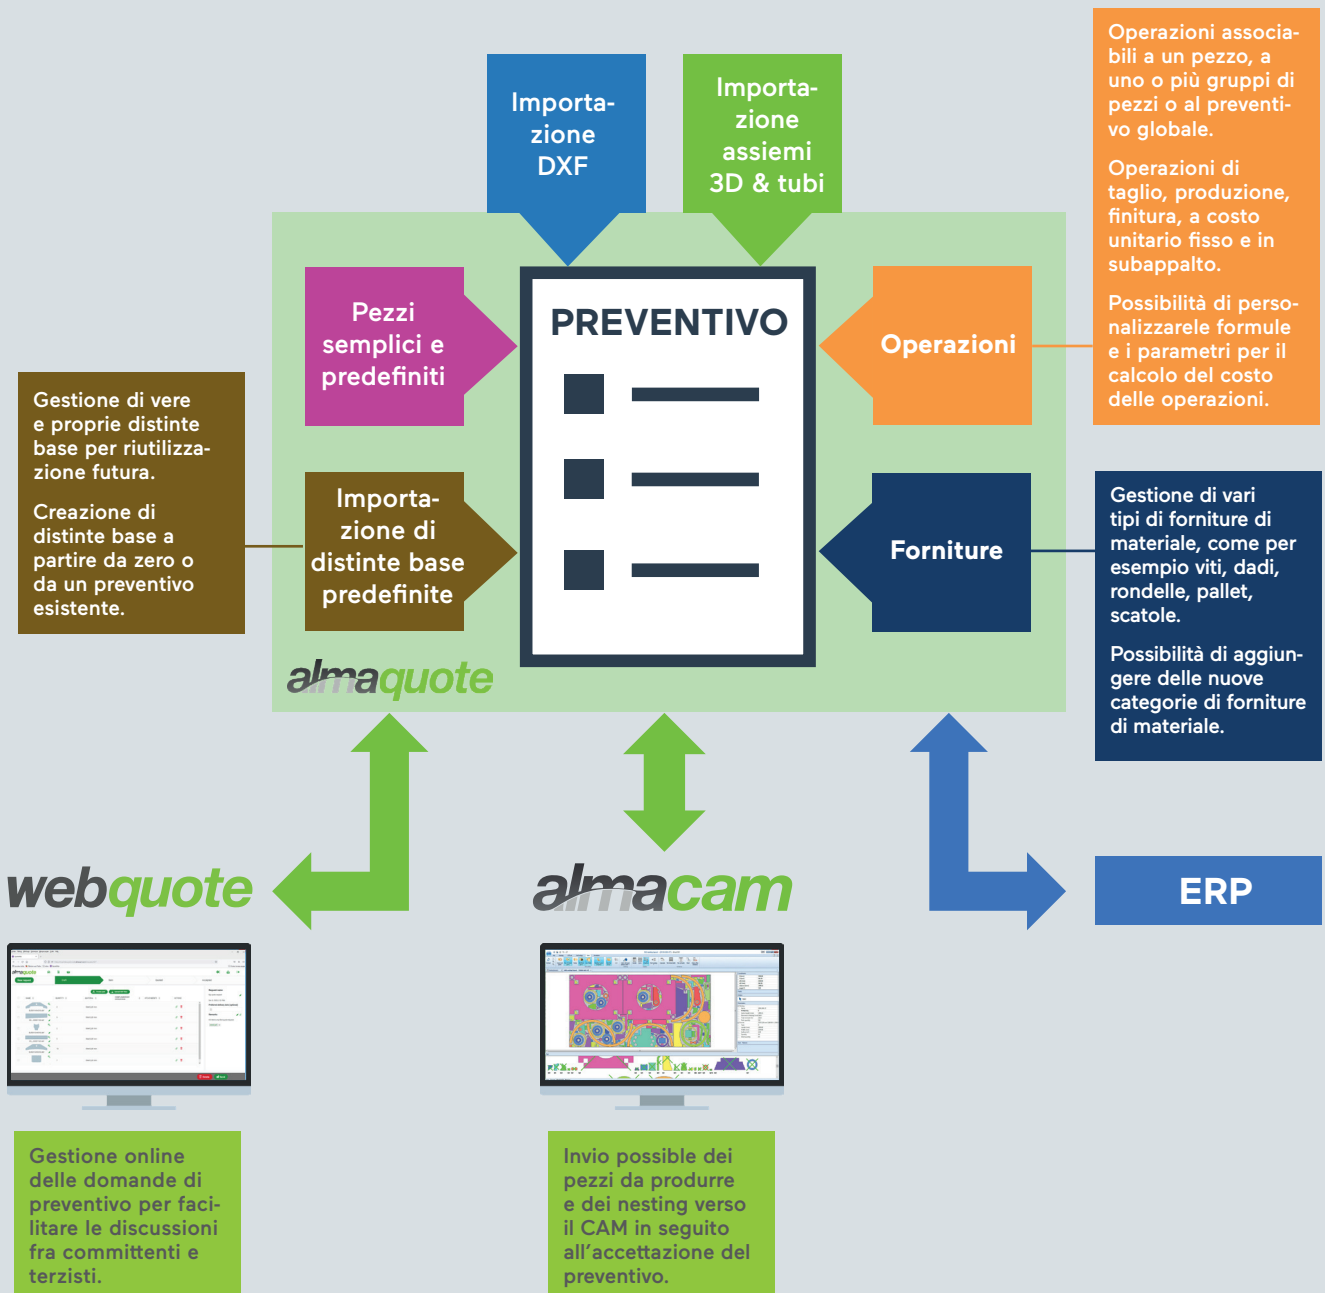 Importa-
zione
DXF
Importa-
zione
assiemi
3D & tubi
Operazioni associa-
bili a un pezzo, a
uno o più gruppi di
pezzi o al preventi-
vo globale.
Operazioni di
taglio, produzione,
finitura, a costo
unitario fisso e in
subappalto.
Possibilità di perso-
nalizzarele formule
e i parametri per il
calcolo del costo
delle operazioni.
Pezzi
semplici e
predefiniti
PREVENTIVO
Operazioni
Gestione di vere
e proprie distinte
base per riutilizza-
zione futura.
Creazione di
distinte base a
partire da zero o
da un preventivo
esistente.
Importa-
zione di
distinte base
predefinite
Forniture
Gestione di vari
tipi di forniture di
materiale, come per
esempio viti, dadi,
rondelle, pallet,
scatole.
Possibilità di aggiun-
gere delle nuove
categorie di forniture
di materiale.
almaquote
webquote
almacam
ERP
almaquote
Gestione online
delle domande di
preventivo per faci-
litare le discussioni
fra committenti e
terzisti.
Invio possible dei
pezzi da produrre
e dei nesting verso
il CAM in seguito
all'accettazione del
preventivo.